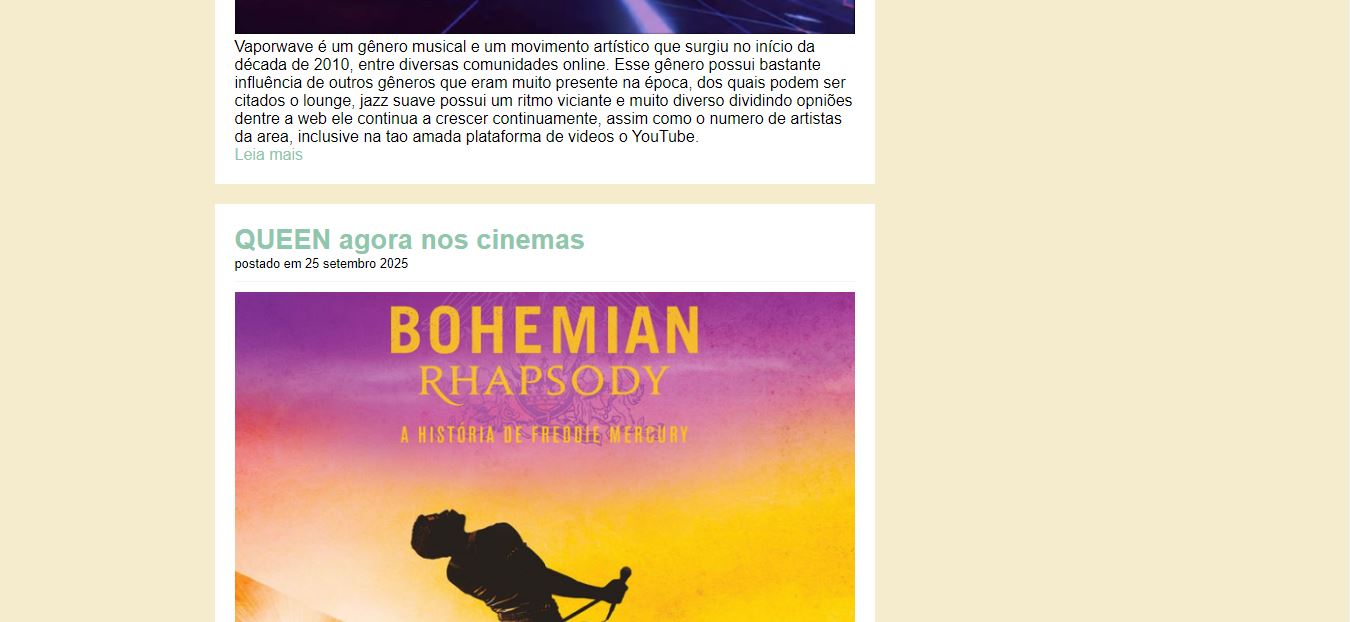 Vaporwave é um gênero musical e um movimento artístico que surgiu no início da
década de 2010, entre diversas comunidades online. Esse gênero possui bastante
influência de outros gêneros que eram muito presente na época, dos quais podem ser
citados o lounge, jazz suave possui um ritmo viciante e muito diverso dividindo opniões
dentre a web ele continua a crescer continuamente, assim como o numero de artistas
da area, inclusive na tao amada plataforma de videos o YouTube.
Leia mais
QUEEN agora nos cinemas
postado em 25 setembro 2025
BOHEMIAN
RHAPSODY
A HISTÓRIA DE FREDDIE MERCURY